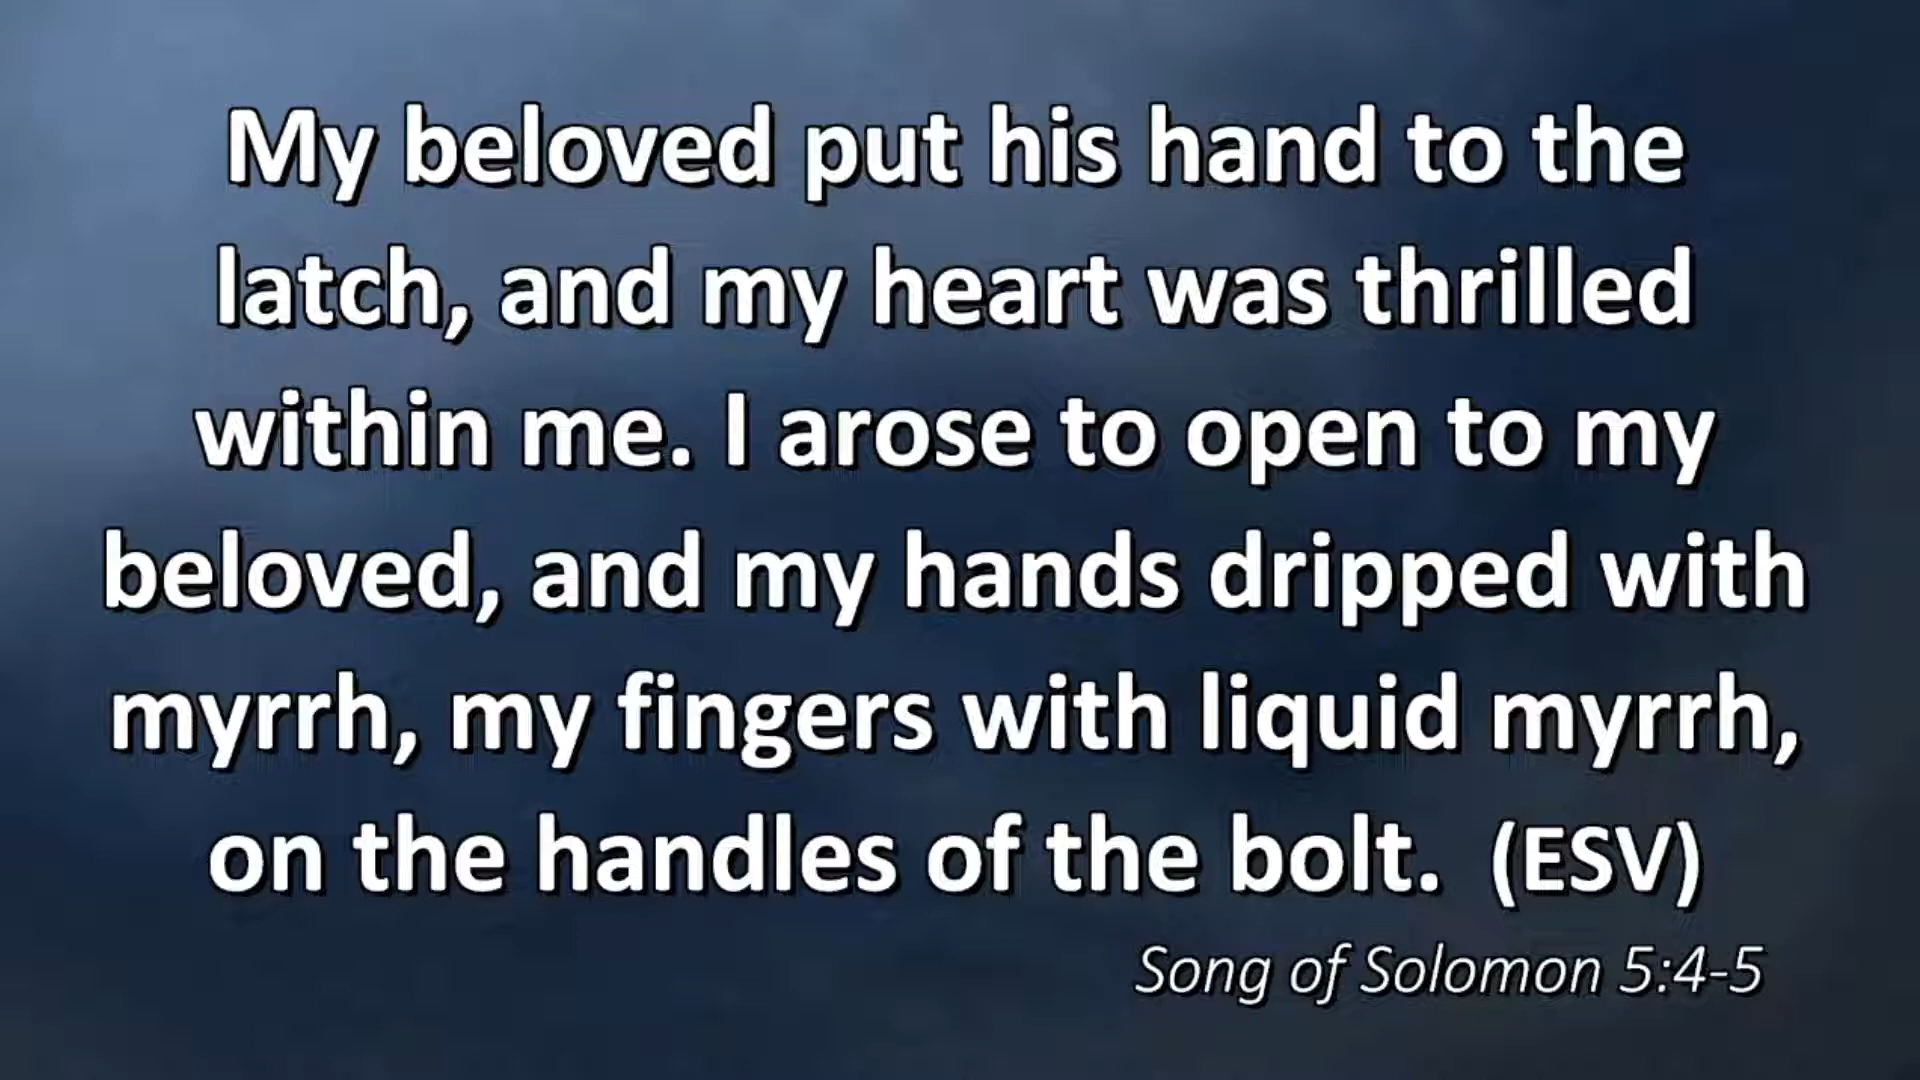 My beloved put his hand to the
latch, and my heart was thrilled
within me. I arose to open to my
beloved, and my hands dripped with
myrrh, my fingers with liquid myrrh,
on the handles of the bolt.  (ESV)
Song of Solomon 5:4-5